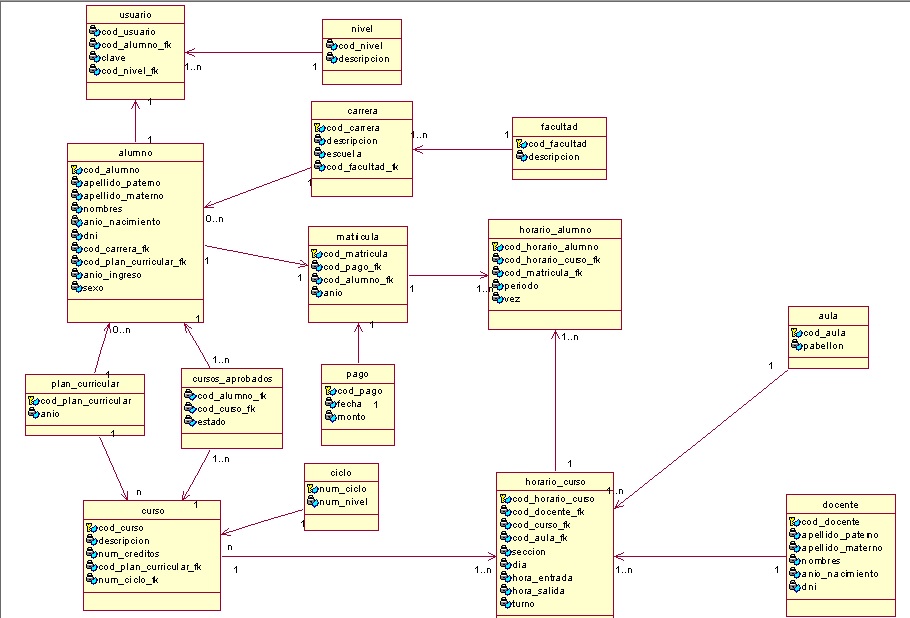 usuario
cod_usuario
cod_alumno_fk
clave
cod_nivel_fk
1..n
1
nivel
cod_nivel
descripcion
1
1
alumno
cod_alumno
apellido_paterno
apellido_materno
nombres
anio_nacimiento
dni
cod_carrera_fk
cod_plan_curricular_fk
anio_ingreso
sexo
carrera
cod_carrera
descripcion
escuela
cod_facultad_fk
1..n
1
facultad
cod_facultad
descripcion
1
0..n
1
matricula
cod_matricula
cod_pago_fk
cod_alumno_fk
anio
1
1
1..n
horario_alumno
cod_horario_alumno
cod_horario_curso_fk
cod_matricula_fk
periodo
vez
1..n
aula
cod_aula
pabellon
1
0..n
1
1
1..n
1
plan_curricular
cod_plan_curricular
anio
1
cursos_aprobados
cod_alumno_fk
cod_curso_fk
estado
1..n
pago
cod_pago
fecha
monto
1
n
1
ciclo
num_ciclo
num_nivel
1
curso
cod_curso
descripcion
num_creditos
cod_plan_curricular_fk
num_ciclo_fk
n
1
1..n
1
1..n
horario_curso
cod_horario_curso
cod_docente_fk
cod_curso_fk
cod_aula_fk
seccion
dia
hora_entrada
hora_salida
turno
1..n
1
docente
cod_docente
apellido_paterno
apellido_materno
nombres
anio_nacimiento
dni